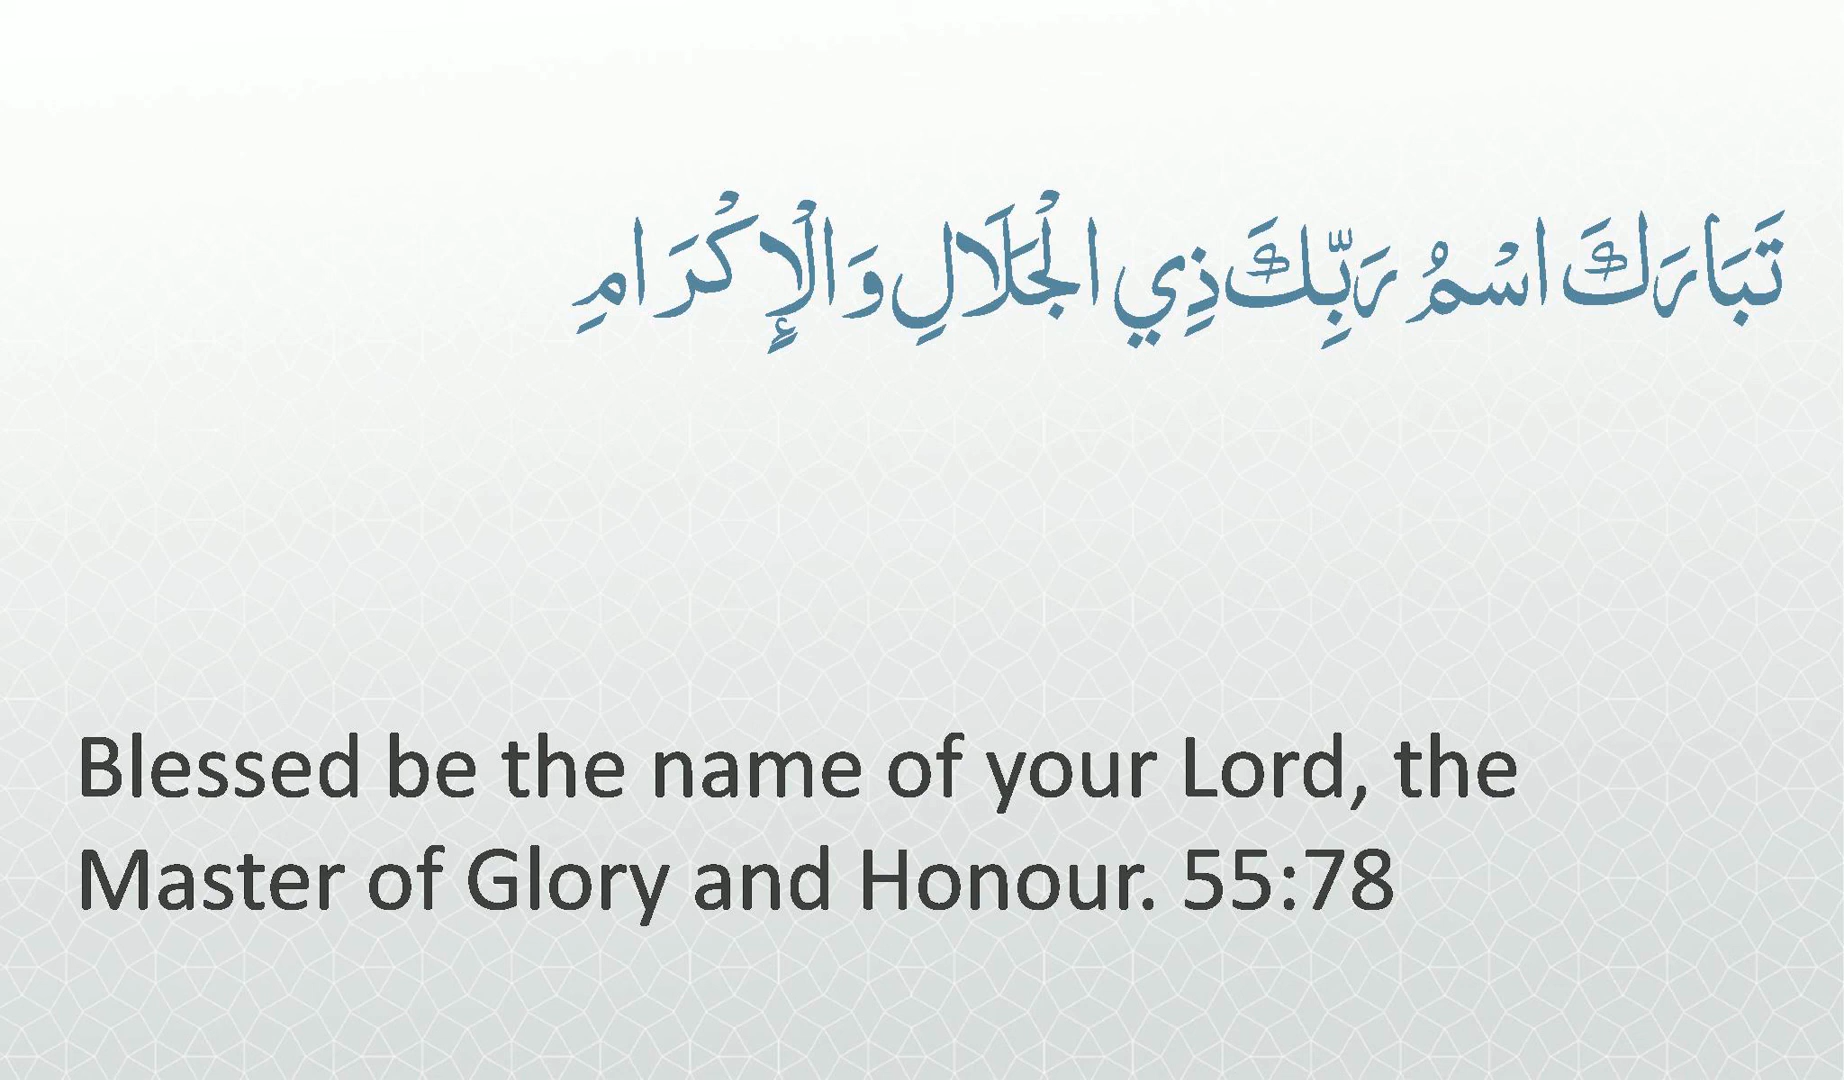 تَبَارَكَ اسْمُ رَبِّكَ ذِي الْجَلَالِ وَالْإِكْرَامِ
Blessed be the name of your Lord, the
Master of Glory and Honour. 55:78